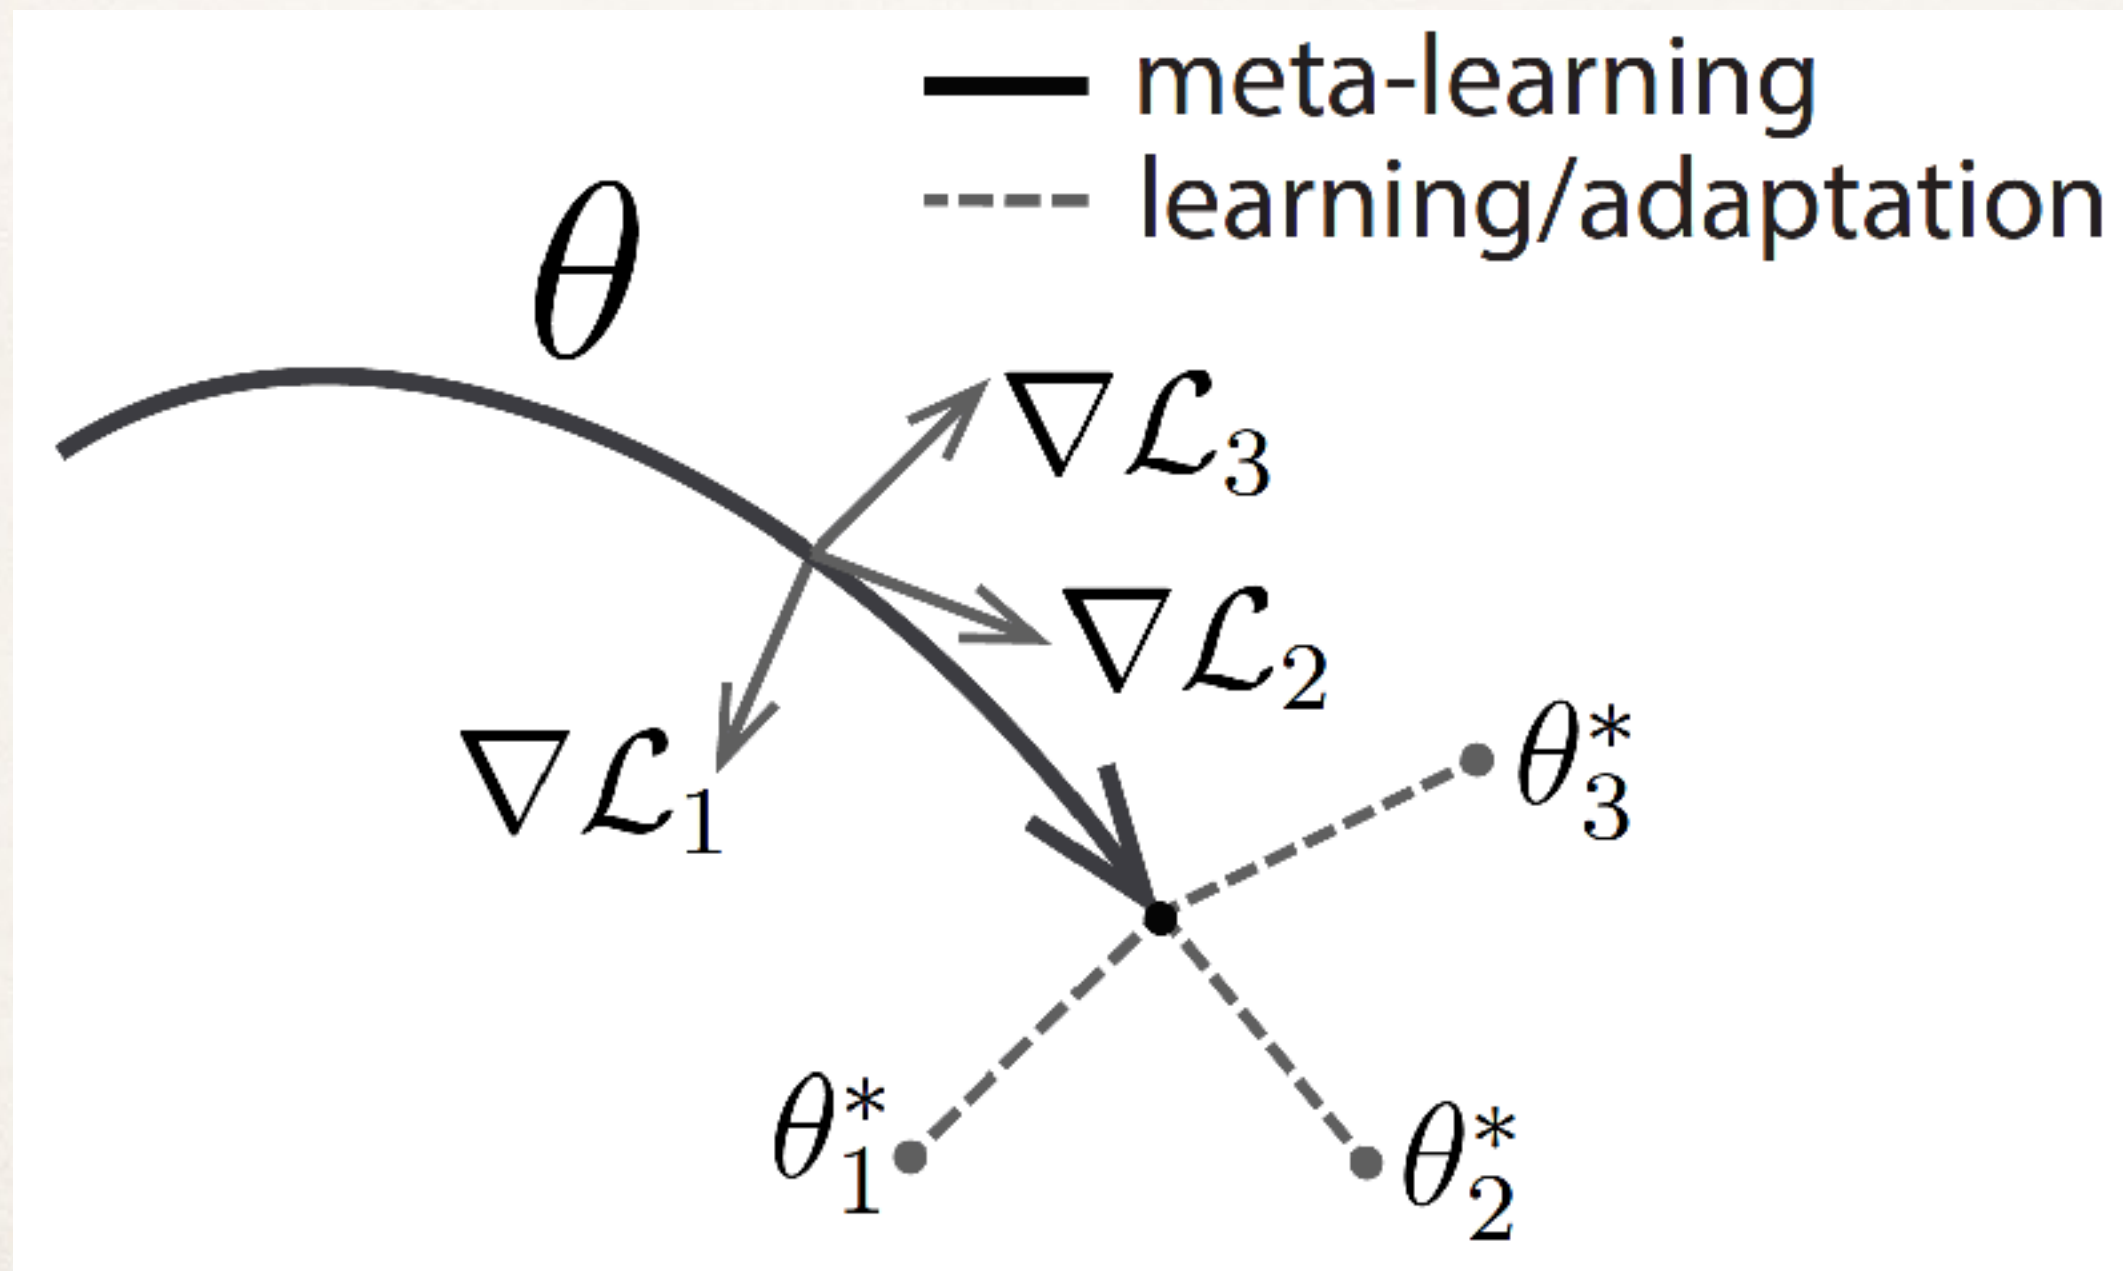 meta-learning
learning/adaptation
θ
∇ℒ₃
∇ℒ₂
∇ℒ₁
θ₃*
θ₁*
θ₂*